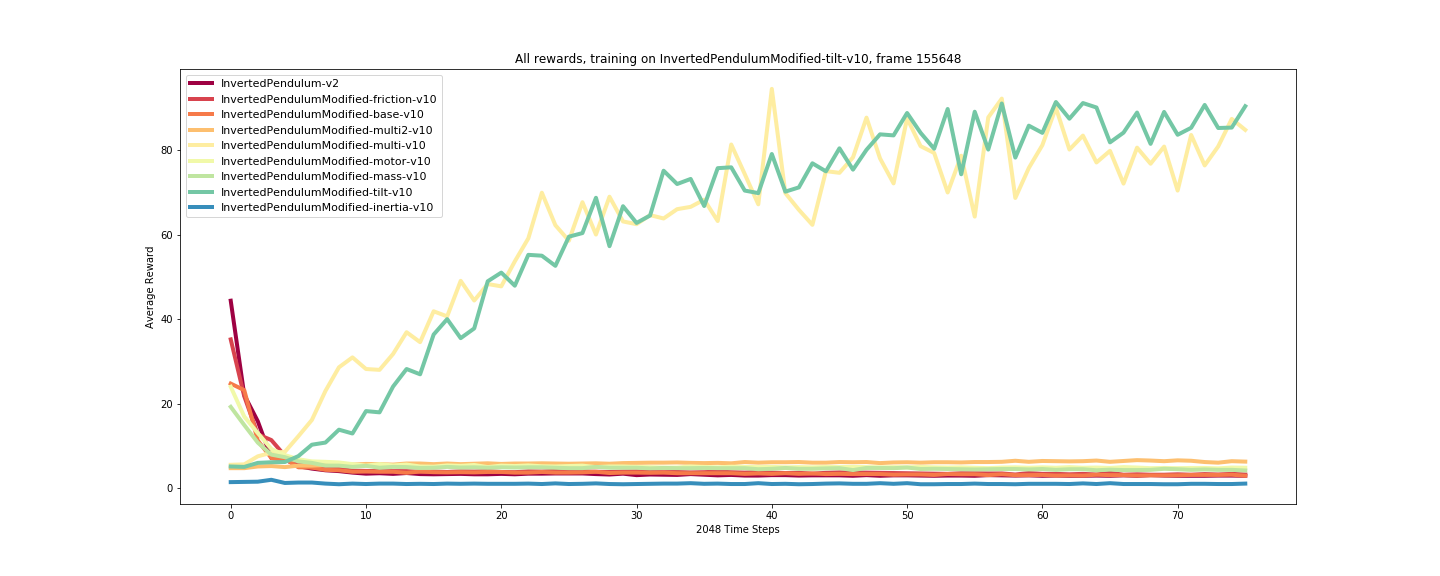 All rewards, training on InvertedPendulumModified-tilt-v10, frame 155648
InvertedPendulum-v2
InvertedPendulumModified-friction-v10
InvertedPendulumModified-base-v10
InvertedPendulumModified-multi2-v10
InvertedPendulumModified-multi-v10
InvertedPendulumModified-motor-v10
InvertedPendulumModified-mass-v10
InvertedPendulumModified-tilt-v10
InvertedPendulumModified-inertia-v10
Average Reward
80
60
40
20
0
0 10 20 30 40 50 60 70
2048 Time Steps